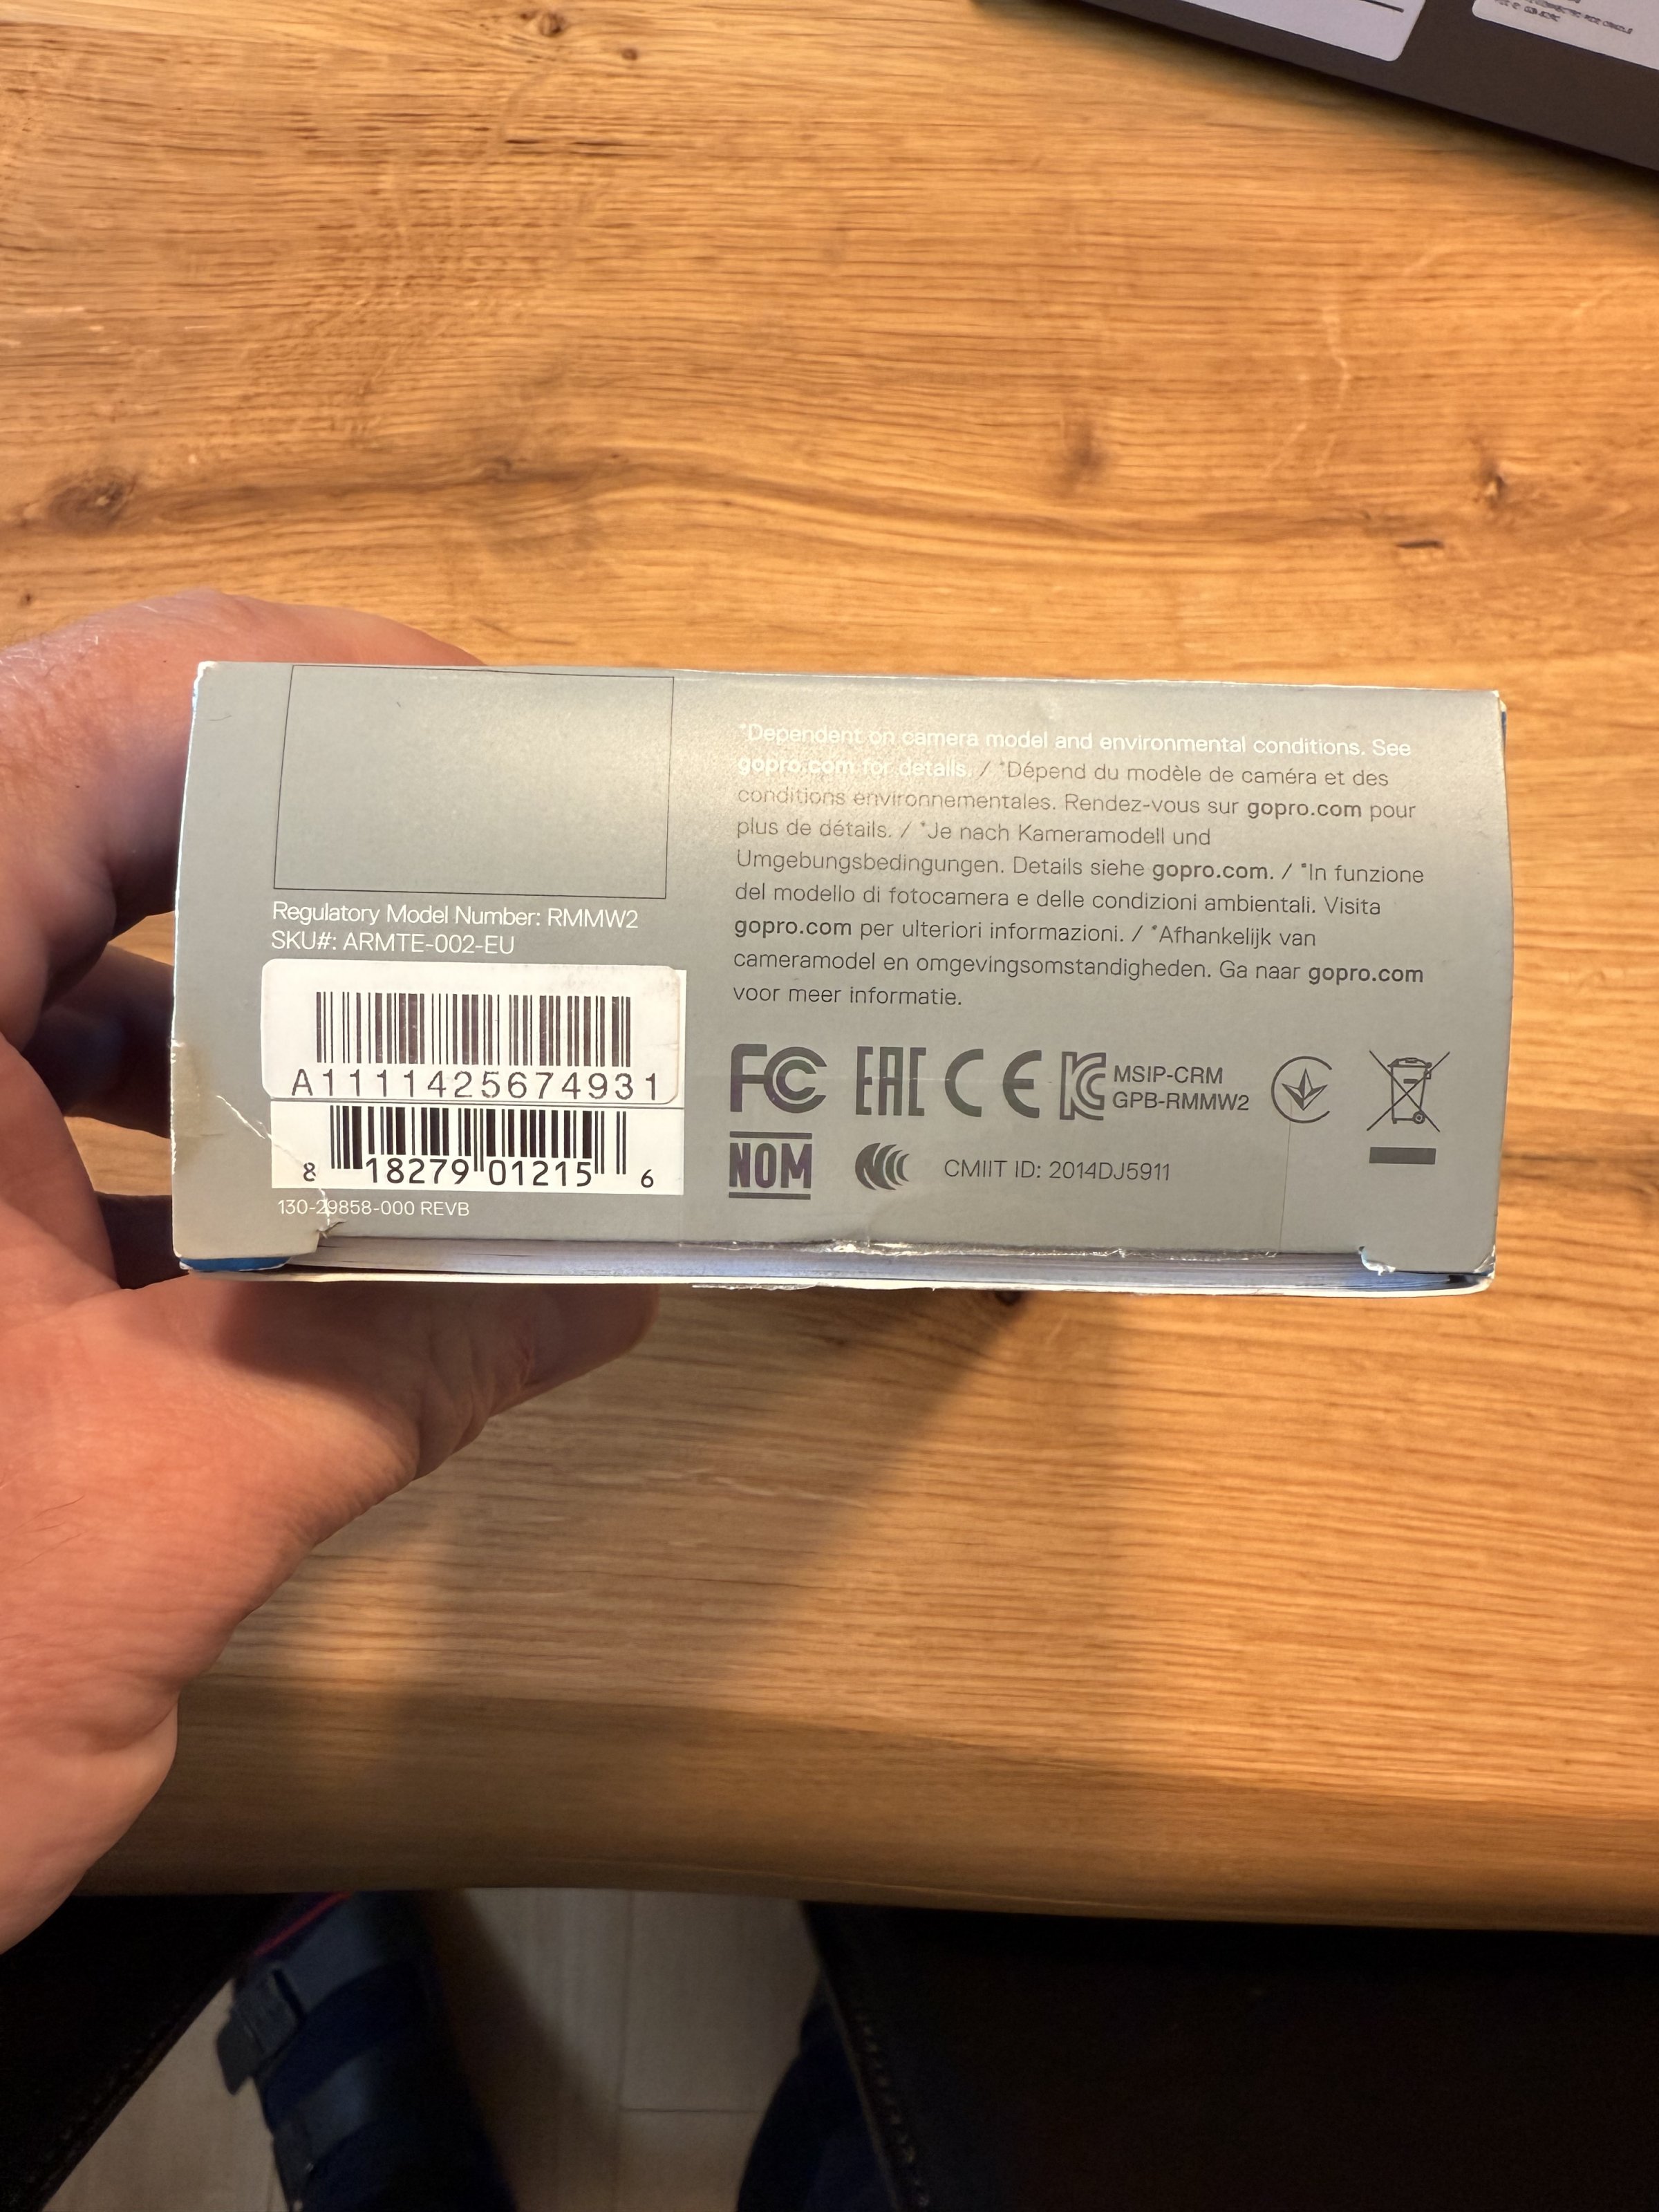 Regulatory Model Number: RMMW2
SKU#: ARMTE-002-EU
A1111425674931
8 18279 01215 6
130-29858-000 REVB
*Dependent on camera model and environmental conditions. See
gopro.com for details. / *Dépend du modèle de caméra et des
conditions environnementales. Rendez-vous sur gopro.com pour
plus de détails. / *Je nach Kameramodell und
Umgebungsbedingungen. Details siehe gopro.com. / *In funzione
del modello di fotocamera e delle condizioni ambientali. Visita
gopro.com per ulteriori informazioni. / *Afhankelijk van
cameramodel en omgevingsomstandigheden. Ga naar gopro.com
voor meer informatie.
FC EAC CE KC MSIP-CRM
GPB-RMMW2
NOM CMIIT ID: 2014DJ5911